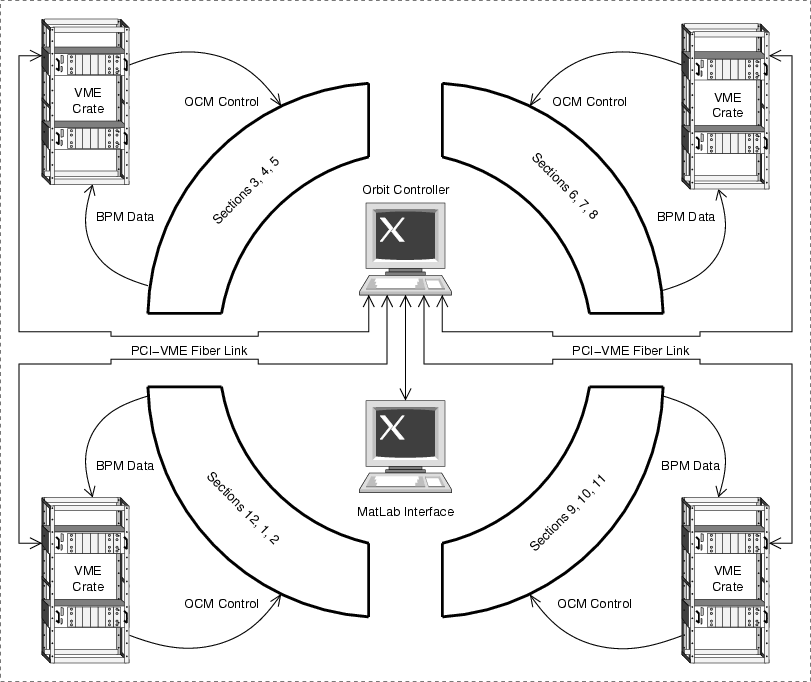 VME
Crate
OCM Control
OCM Control
VME
Crate
Sections 3, 4, 5
Sections 6, 7, 8
Orbit Controller
BPM Data
BPM Data
X
PCI–VME Fiber Link
PCI–VME Fiber Link
X
BPM Data
BPM Data
Sections 12, 1, 2
Sections 9, 10, 11
MatLab Interface
VME
Crate
VME
Crate
OCM Control
OCM Control